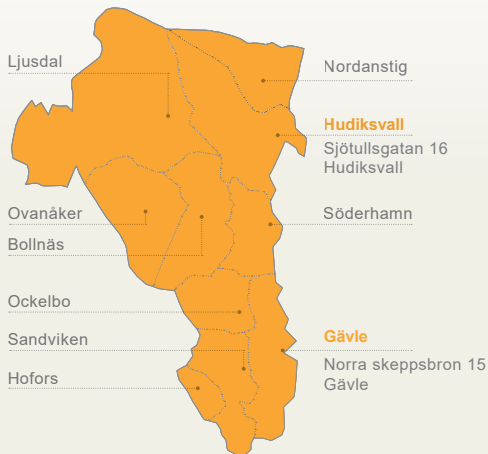 Ljusdal
Nordanstig
Hudiksvall
Sjötullsgatan 16
Hudiksvall
Ovanåker
Söderhamn
Bollnäs
Ockelbo
Sandviken
Gävle
Norra skeppsbron 15
Gävle
Hofors